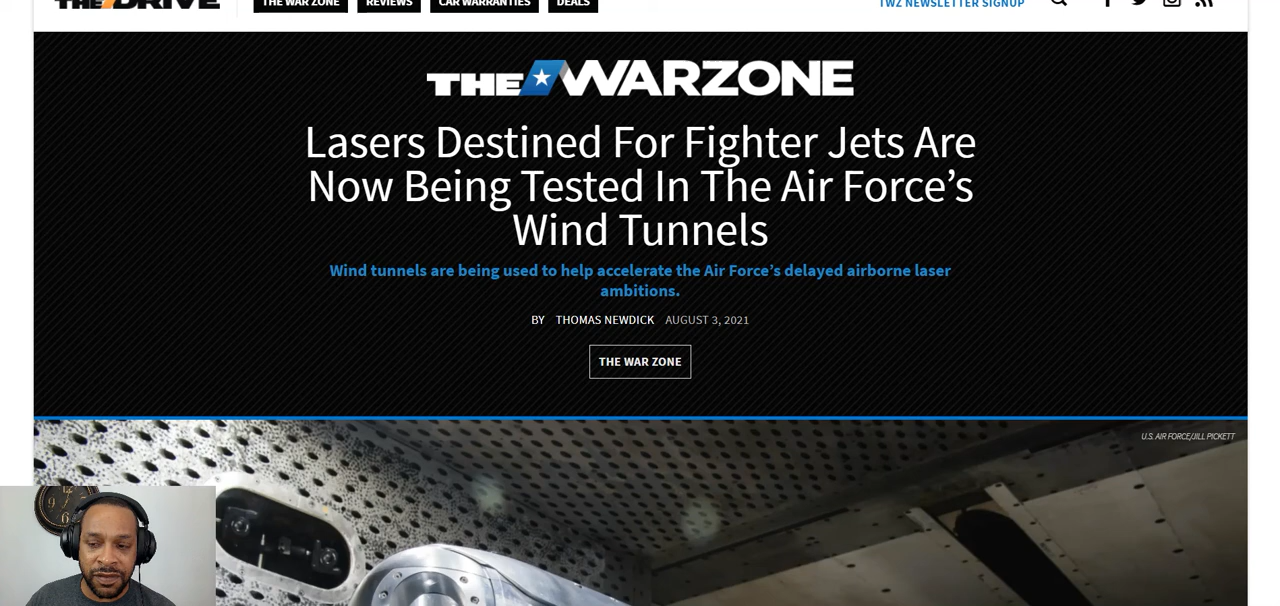 THE DRIVE
THE WAR ZONE REVIEWS CAR WARRANTIES DEALS TWZ NEWSLETTER SIGNUP
THE WARZONE
Lasers Destined For Fighter Jets Are
Now Being Tested In The Air Force’s
Wind Tunnels
Wind tunnels are being used to help accelerate the Air Force’s delayed airborne laser
ambitions.
BY THOMAS NEWDICK AUGUST 3, 2021
THE WAR ZONE
U.S. AIR FORCE/JILL PICKETT